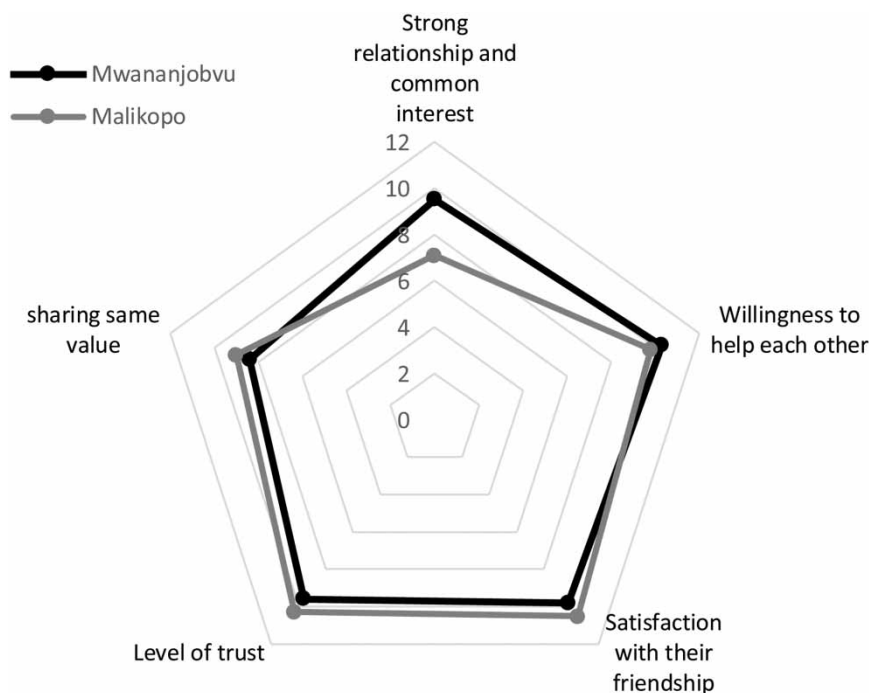 Strong
relationship and
common
interest
Mwananjobvu
Malikopo
12
10
8
6
4
2
0
sharing same
value
Willingness to
help each other
Level of trust
Satisfaction
with their
friendship